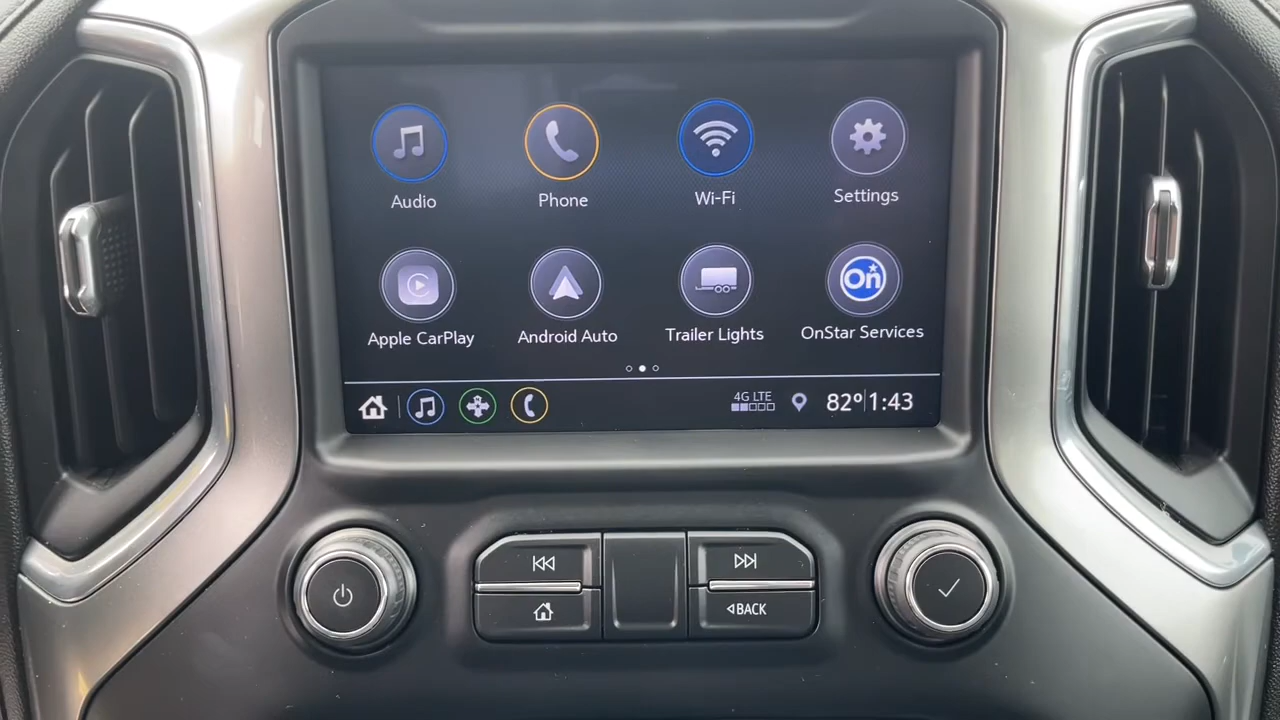 Audio
Phone
Wi-Fi
Settings
On
Apple CarPlay
Android Auto
Trailer Lights
OnStar Services
4G LTE
82° 1:43
BACK